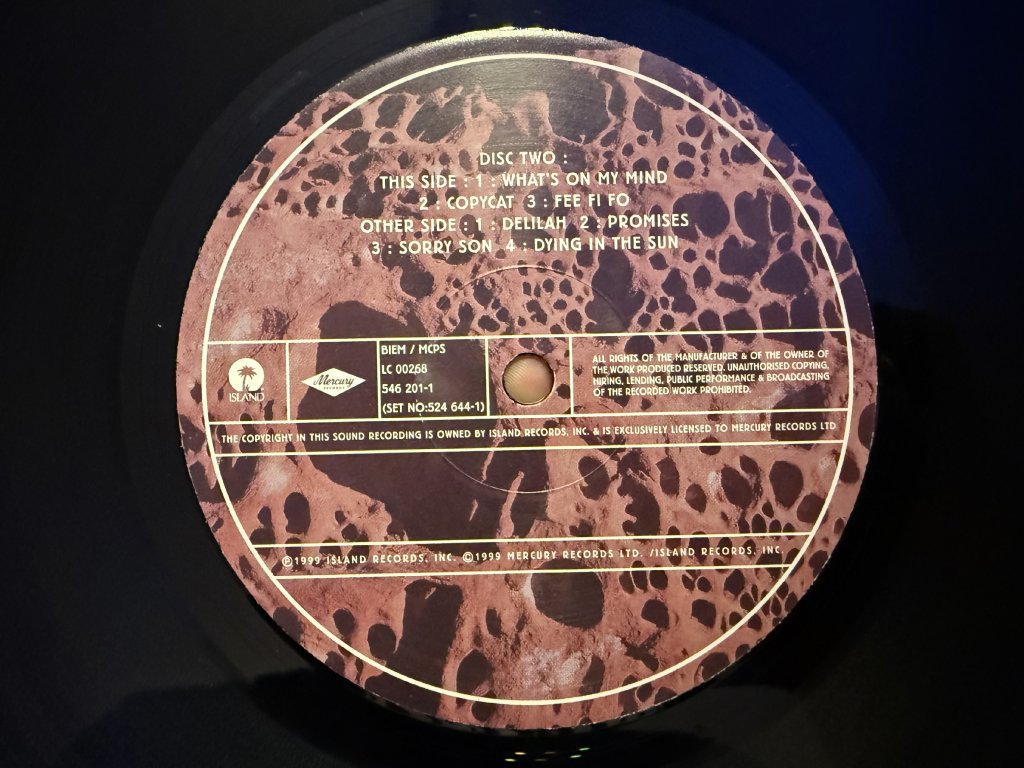 DISC TWO :
THIS SIDE : 1 : WHAT'S ON MY MIND
2 : COPYCAT 3 : FEE FI FO
OTHER SIDE : 1 : DELILAH 2 : PROMISES
3 : SORRY SON 4 : DYING IN THE SUN
ISLAND
Mercury
RECORDS
BIEM / MCPS
LC 00268
546 201-1
(SET NO:524 644-1)
ALL RIGHTS OF THE MANUFACTURER & OF THE OWNER OF
THE WORK PRODUCED RESERVED. UNAUTHORISED COPYING,
HIRING, LENDING, PUBLIC PERFORMANCE & BROADCASTING
OF THE RECORDED WORK PROHIBITED.
THE COPYRIGHT IN THIS SOUND RECORDING IS OWNED BY ISLAND RECORDS, INC. & IS EXCLUSIVELY LICENSED TO MERCURY RECORDS LTD
℗1999 ISLAND RECORDS, INC. ©1999 MERCURY RECORDS LTD. /ISLAND RECORDS, INC.